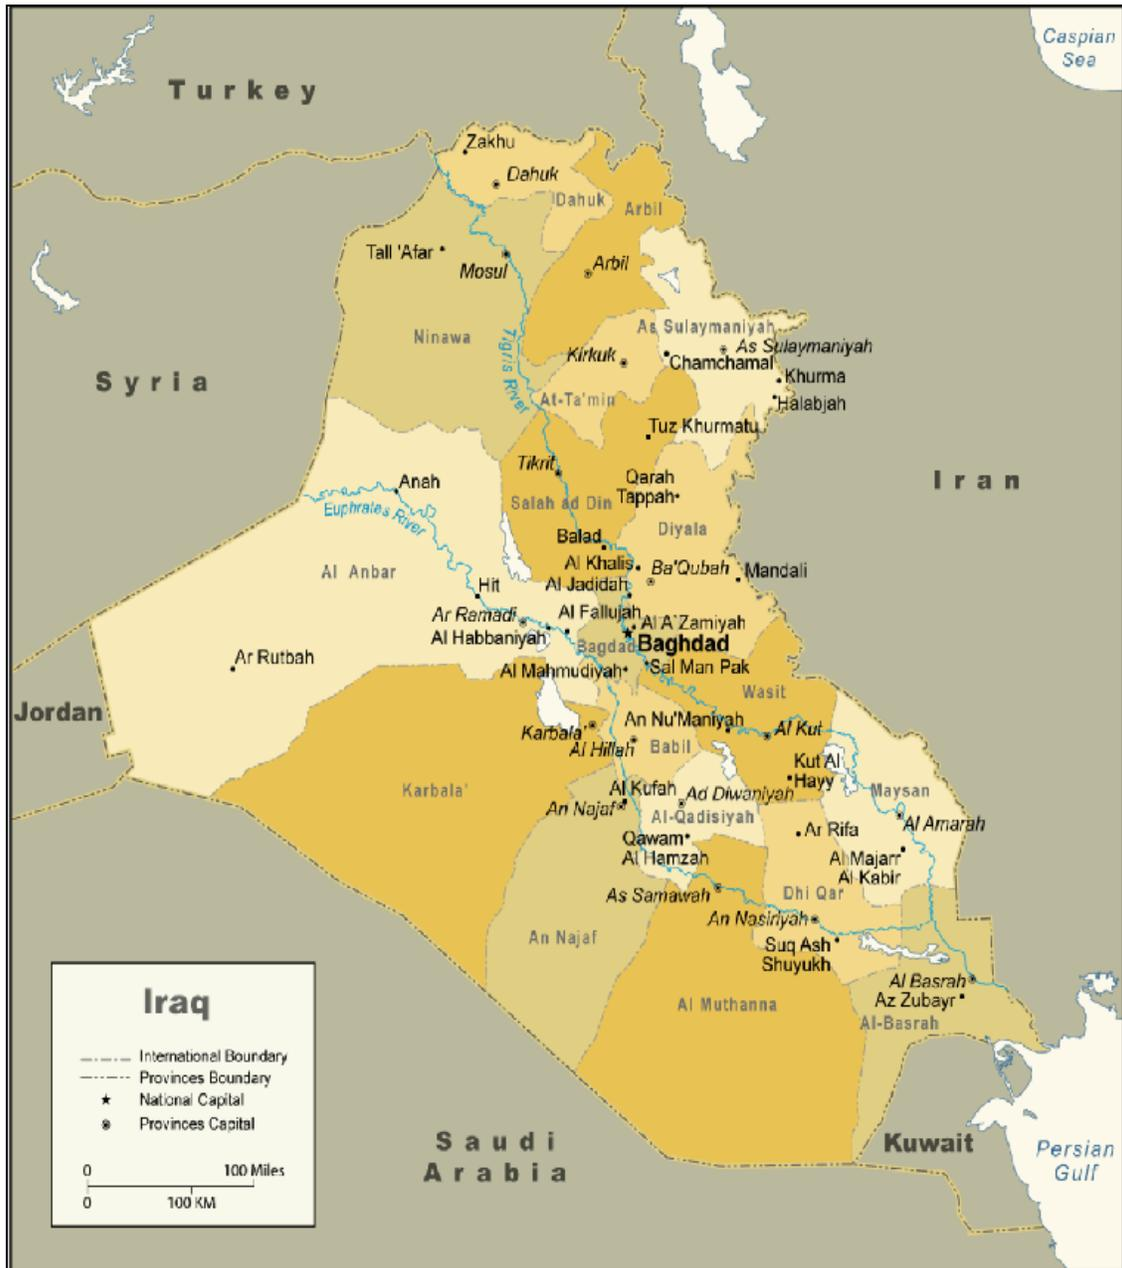 Caspian
Sea
Turkey
Zakhu
Dahuk
Dahuk
Arbil
Tall 'Afar
Mosul
Arbil
Ninawa
Tigris River
As Sulaymaniyah
As Sulaymaniyah
Kirkuk
Chamchamal
Khurma
Syria
At-Ta'min
Halabjah
Tuz Khurmatu
Tikrit
Anah
Qarah
Tappah
Iran
Euphrates River
Salah ad Din
Diyala
Balad
Al Khalis
Ba'Qubah
Mandali
Al Anbar
Hit
Al Jadidah
Ar Ramadi
Al Fallujah
Al A'Zamiyah
Al Habbaniyah
Bagdad
Baghdad
Ar Rutbah
Al Mahmudiyah
Sal Man Pak
Wasit
Jordan
Karbala'
An Nu'Maniyah
Al Kut
Al Hillah
Babil
Kut Al
Hayy
Karbala'
Al Kufah
Ad Diwaniyah
Maysan
An Najaf
Al-Qadisiyah
Al Amarah
Ar Rifa
Qawam
Al Hamzah
Al Majarr
Al Kabir
As Samawah
Dhi Qar
An Nasiriyah
An Najaf
Suq Ash
Shuyukh
Al Basrah
Az Zubayr
Al Muthanna
Al-Basrah
Iraq
International Boundary
Provinces Boundary
National Capital
Provinces Capital
0 100 Miles
0 100 KM
Saudi
Arabia
Kuwait
Persian
Gulf